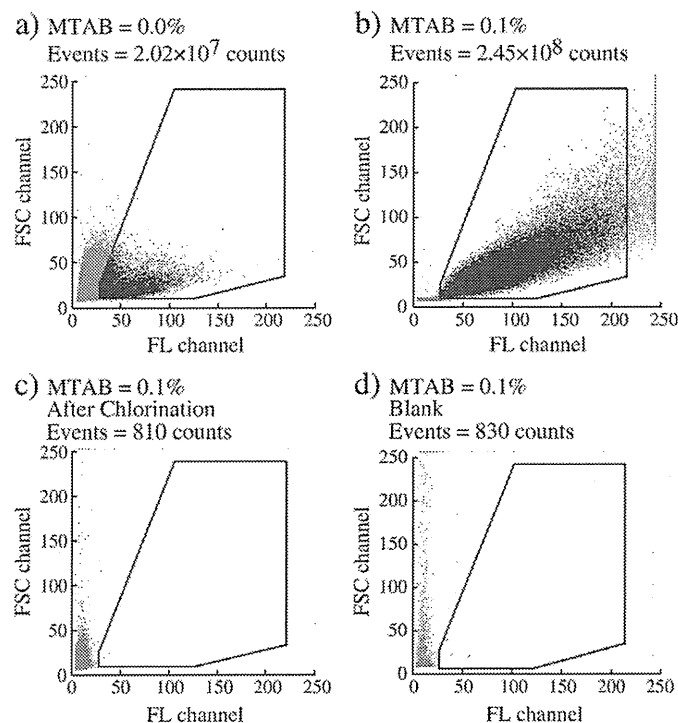 a) MTAB = 0.0%
Events = 2.02×10⁷ counts
250
200
150
100
50
0
FSC channel
0 50 100 150 200 250
FL channel
b) MTAB = 0.1%
Events = 2.45×10⁸ counts
250
200
150
100
50
0
FSC channel
0 50 100 150 200 250
FL channel
c) MTAB = 0.1%
After Chlorination
Events = 810 counts
250
200
150
100
50
0
FSC channel
0 50 100 150 200 250
FL channel
d) MTAB = 0.1%
Blank
Events = 830 counts
250
200
150
100
50
0
FSC channel
0 50 100 150 200 250
FL channel